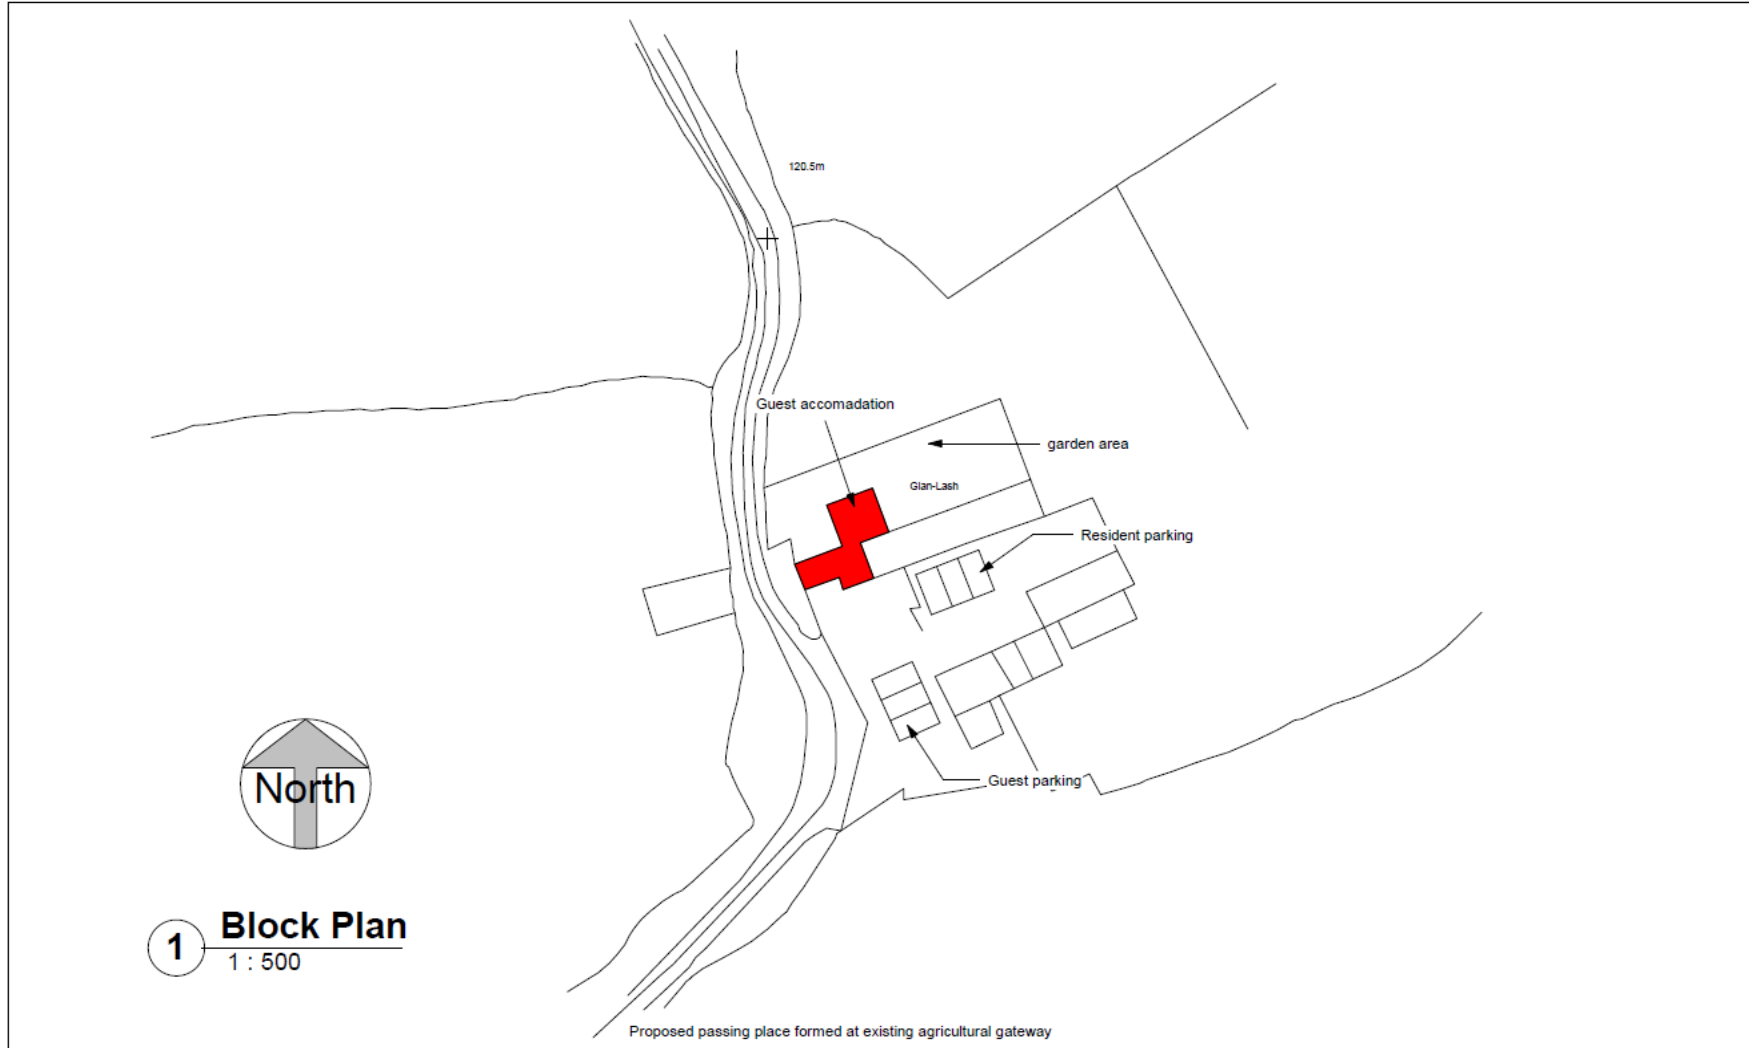 120.5m
Guest accomadation
garden area
Glan-Lash
Resident parking
Guest parking
North
1
Block Plan
1 : 500
Proposed passing place formed at existing agricultural gateway